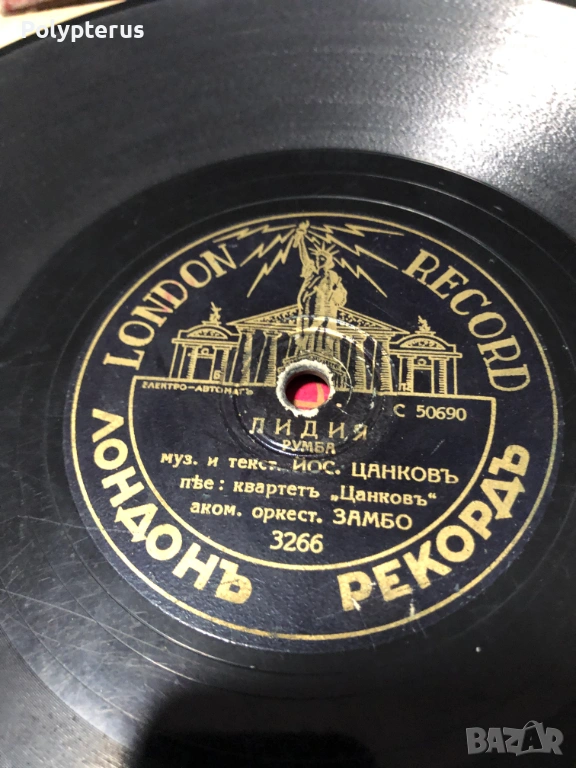 Polypterus
LONDON RECORD
ЕЛЕКТРО-АВТОМАТЪ
С 50690
ЛИДИЯ
РУМБА
муз. и текст. ИОС. ЦАНКОВЪ
пѣе: квартетъ „Цанковъ“
аком. оркест. ЗАМБО
3266
ЛОНДОНЪ РЕКОРДЪ
BAZAR